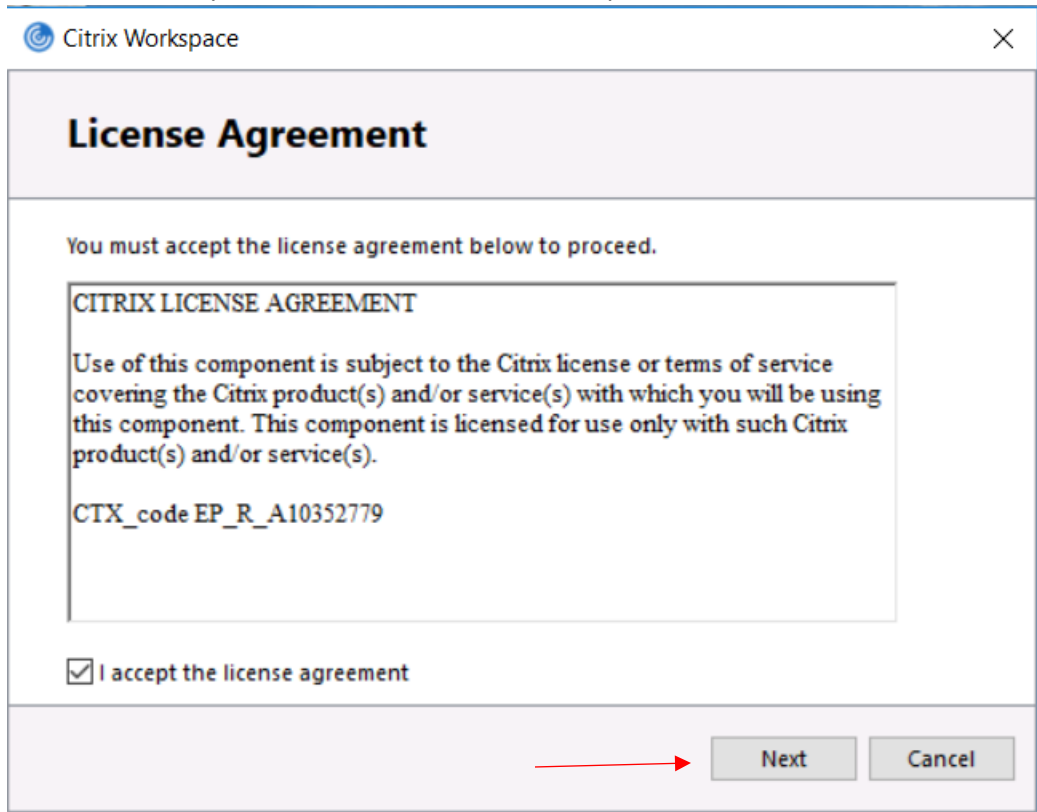 Citrix Workspace
License Agreement
You must accept the license agreement below to proceed.
CITRIX LICENSE AGREEMENT
Use of this component is subject to the Citrix license or terms of service
covering the Citrix product(s) and/or service(s) with which you will be using
this component. This component is licensed for use only with such Citrix
product(s) and/or service(s).
CTX_code EP_R_A10352779
I accept the license agreement
Next
Cancel